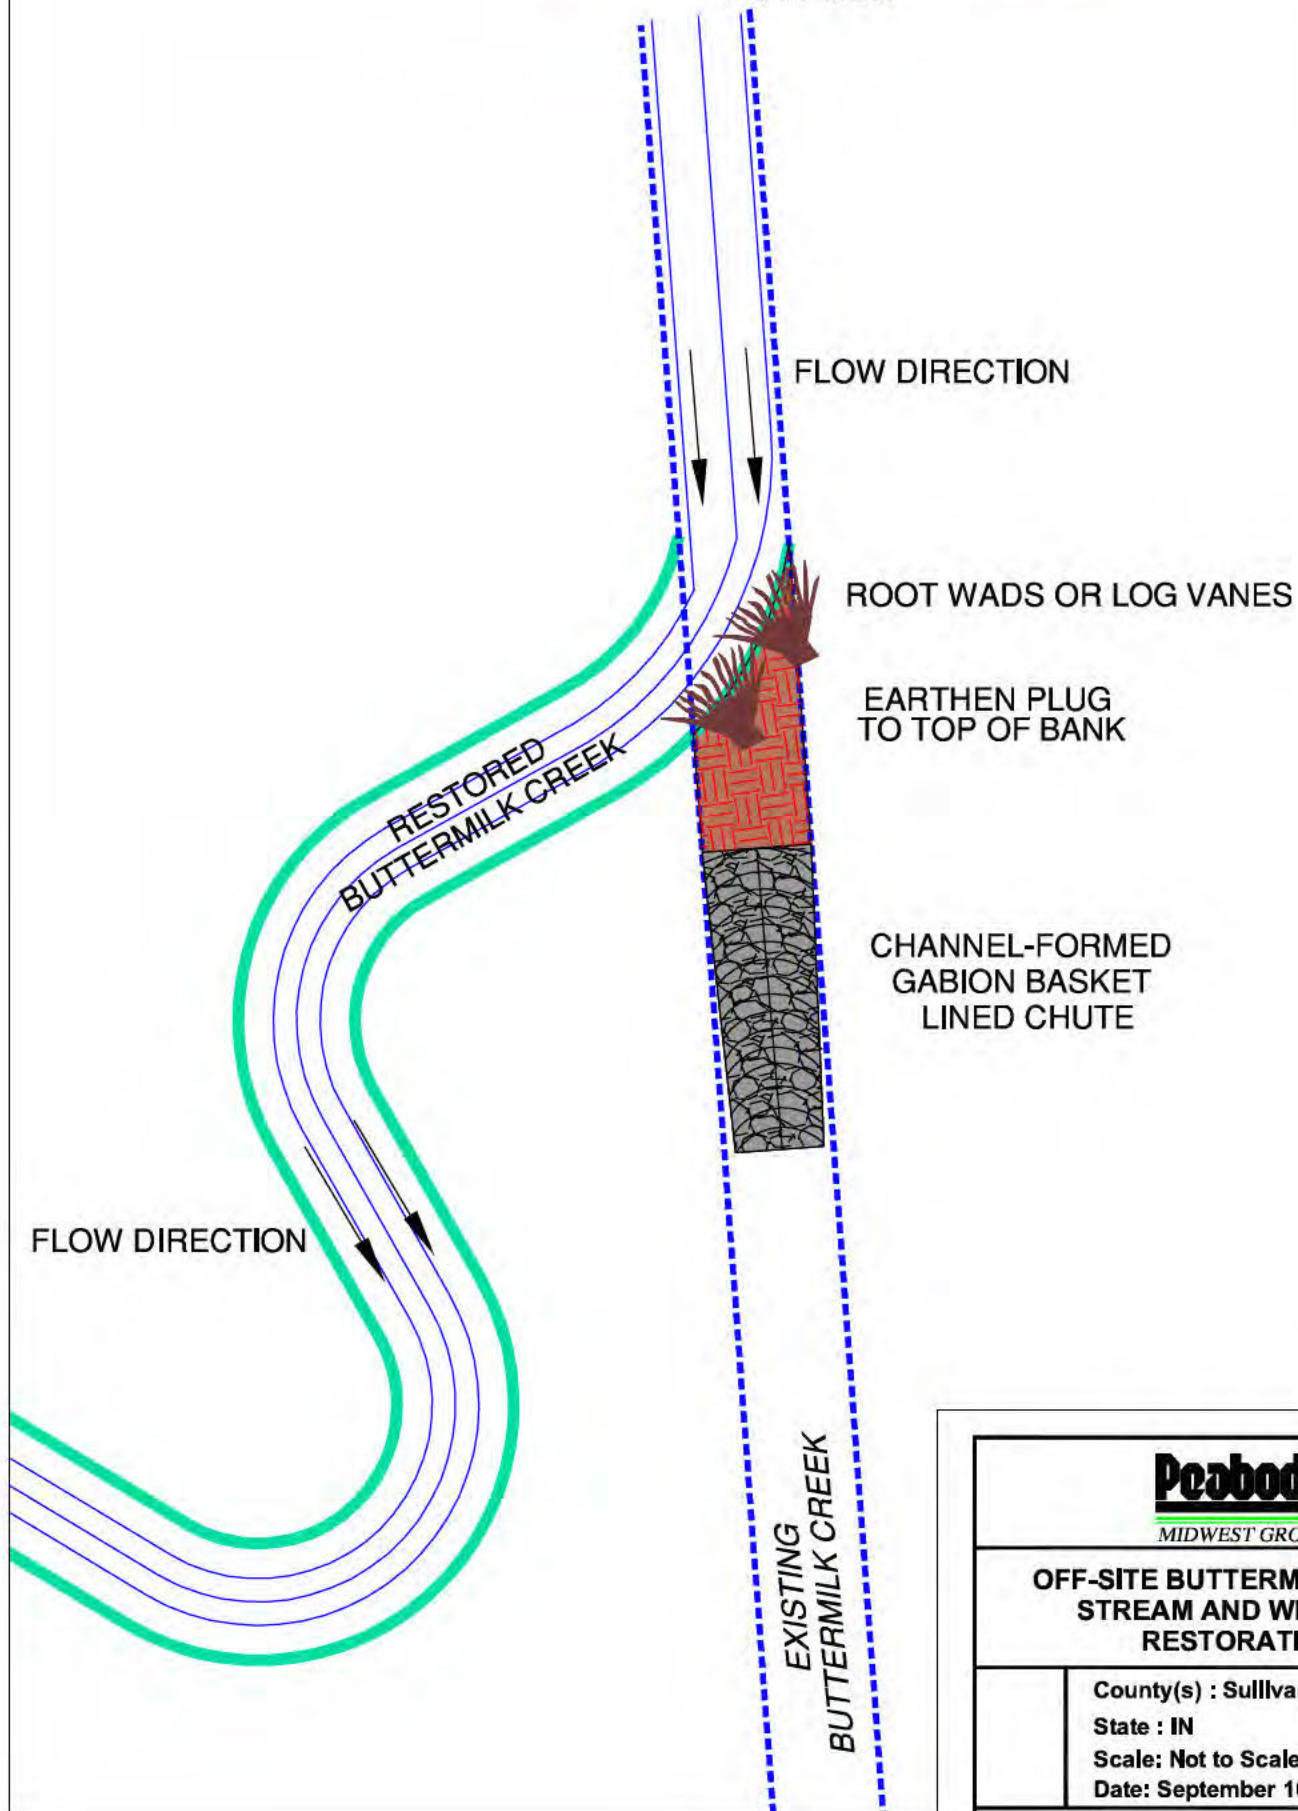 FLOW DIRECTION
ROOT WADS OR LOG VANES
EARTHEN PLUG
TO TOP OF BANK
RESTORED
BUTTERMILK CREEK
CHANNEL-FORMED
GABION BASKET
LINED CHUTE
FLOW DIRECTION
EXISTING
BUTTERMILK CREEK
Peabod
MIDWEST GRO
OFF-SITE BUTTERM
STREAM AND W
RESTORAT
County(s) : Sulliva
State : IN
Scale: Not to Scale
Date: September 1